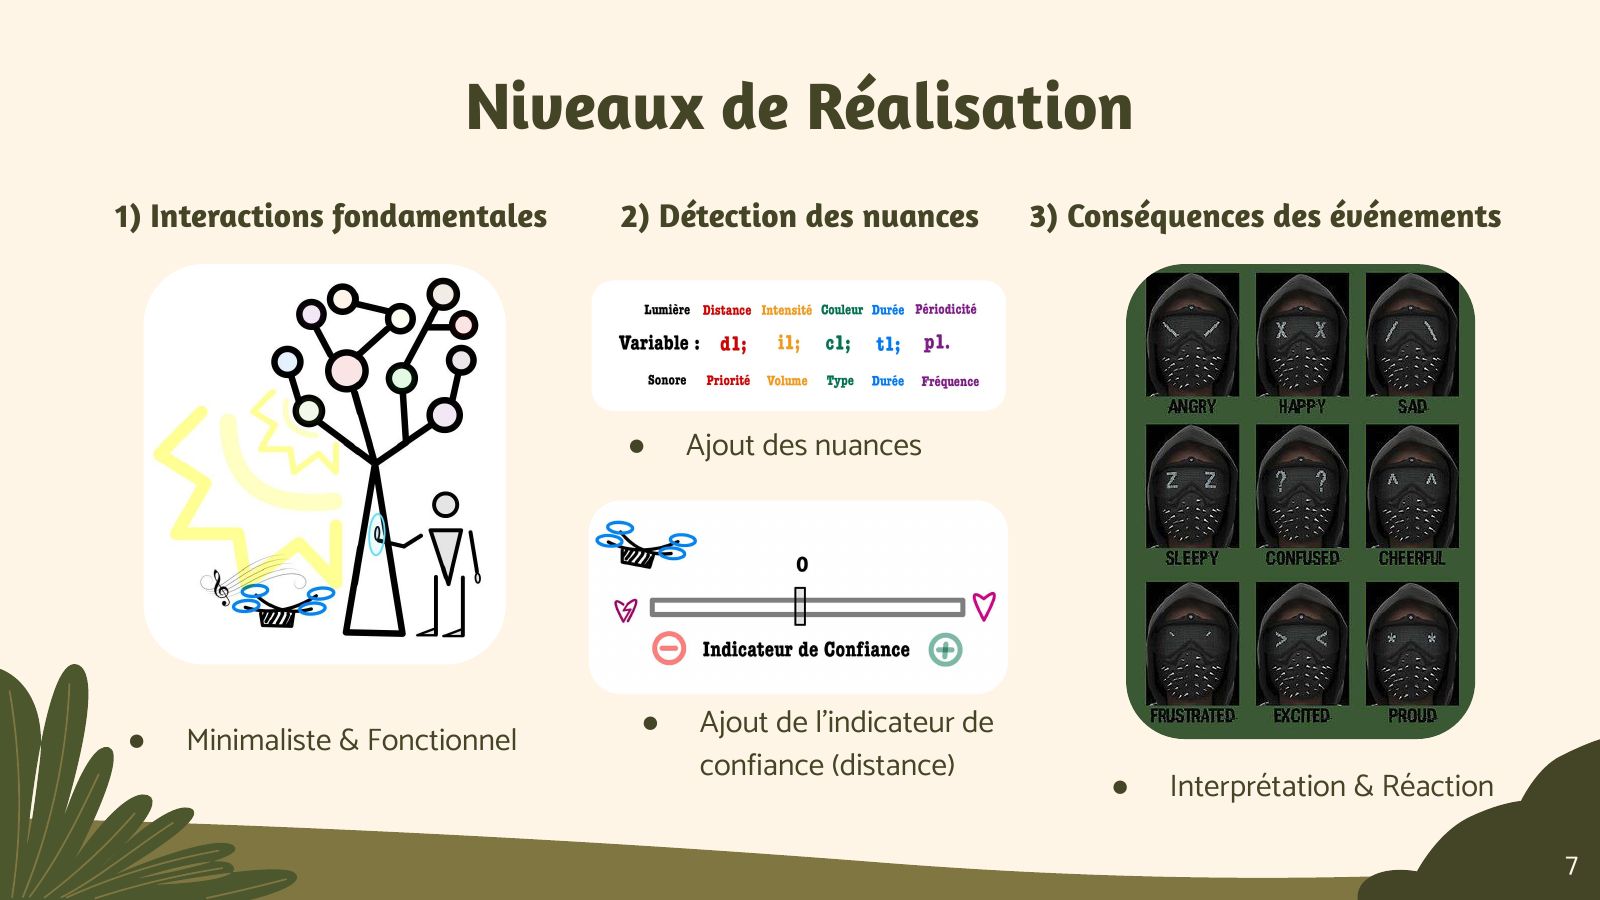 Niveaux de Réalisation
1) Interactions fondamentales
2) Détection des nuances
3) Conséquences des événements
Lumière Distance Intensité Couleur Durée Périodicité
Variable : d1; i1; c1; t1; p1.
Sonore Priorité Volume Type Durée Fréquence
● Ajout des nuances
0
Indicateur de Confiance
● Ajout de l'indicateur de
confiance (distance)
ANGRY HAPPY SAD
SLEEPY CONFUSED CHEERFUL
FRUSTRATED EXCITED PROUD
● Minimaliste & Fonctionnel
● Interprétation & Réaction
7